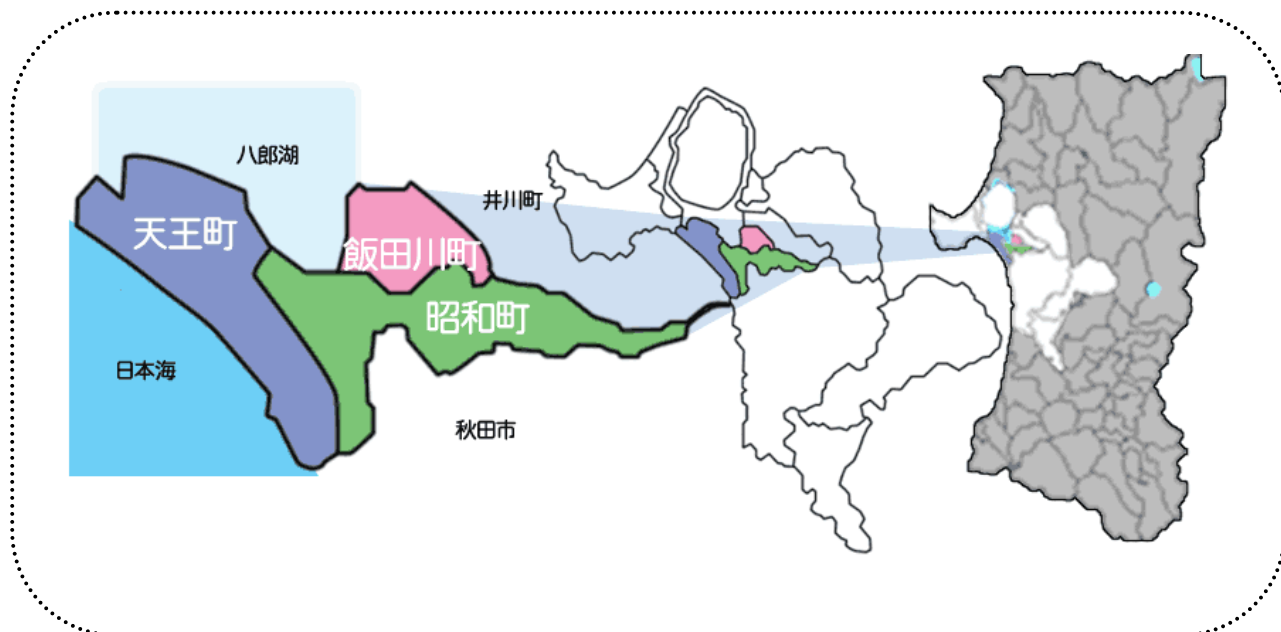 八郎湖
井川町
天王町
飯田川町
昭和町
日本海
秋田市